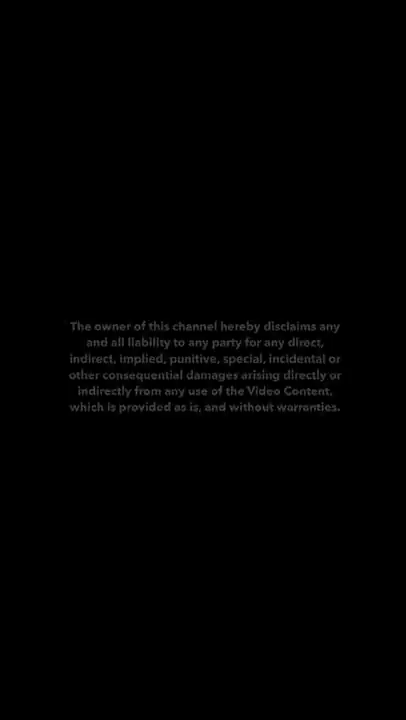 The owner of this channel hereby disclaims any
and all liability to any party for any direct,
indirect, implied, punitive, special, incidental or
other consequential damages arising directly or
indirectly from any use of the Video Content,
which is provided as is, and without warranties.